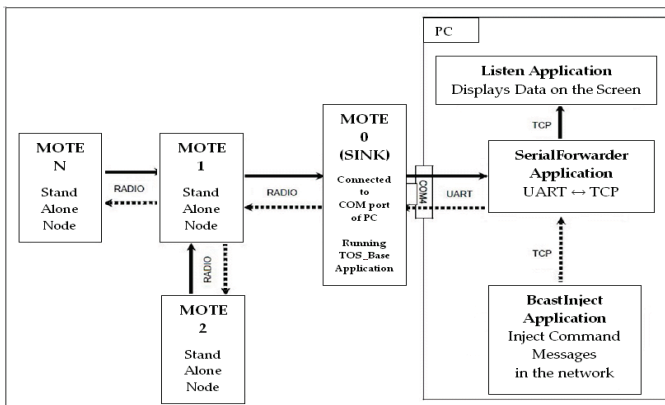 PC
Listen Application
Displays Data on the Screen
TCP
SerialForwarder
Application
UART ↔ TCP
TCP
BcastInject
Application
Inject Command
Messages
in the network
MOTE
N
Stand
Alone
Node
RADIO
MOTE
1
Stand
Alone
Node
RADIO
MOTE
0
(SINK)
Connected
to
COM port
of PC
Running
TOS_Base
Application
COM4
UART
RADIO
MOTE
2
Stand
Alone
Node